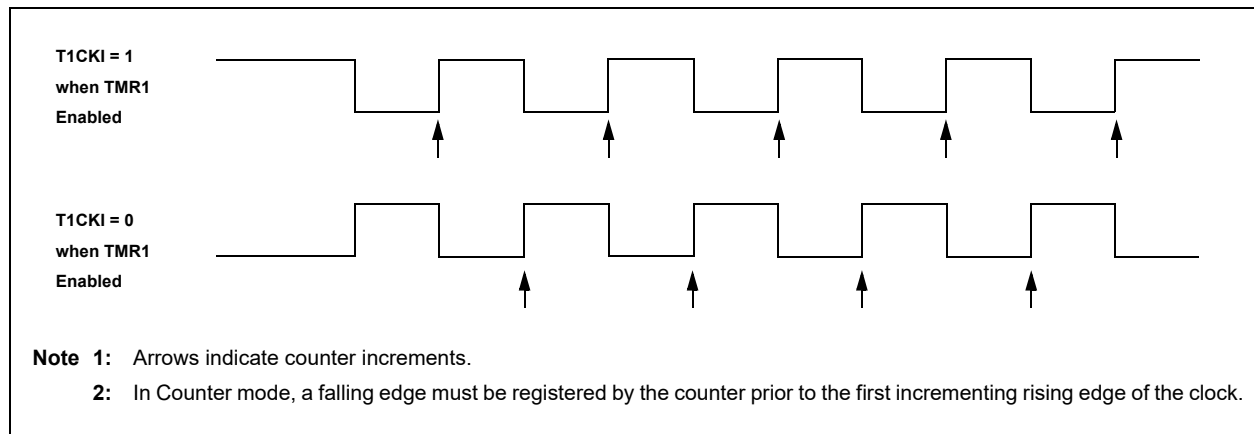 T1CKI = 1
when TMR1
Enabled
T1CKI = 0
when TMR1
Enabled
Note 1: Arrows indicate counter increments.
2: In Counter mode, a falling edge must be registered by the counter prior to the first incrementing rising edge of the clock.